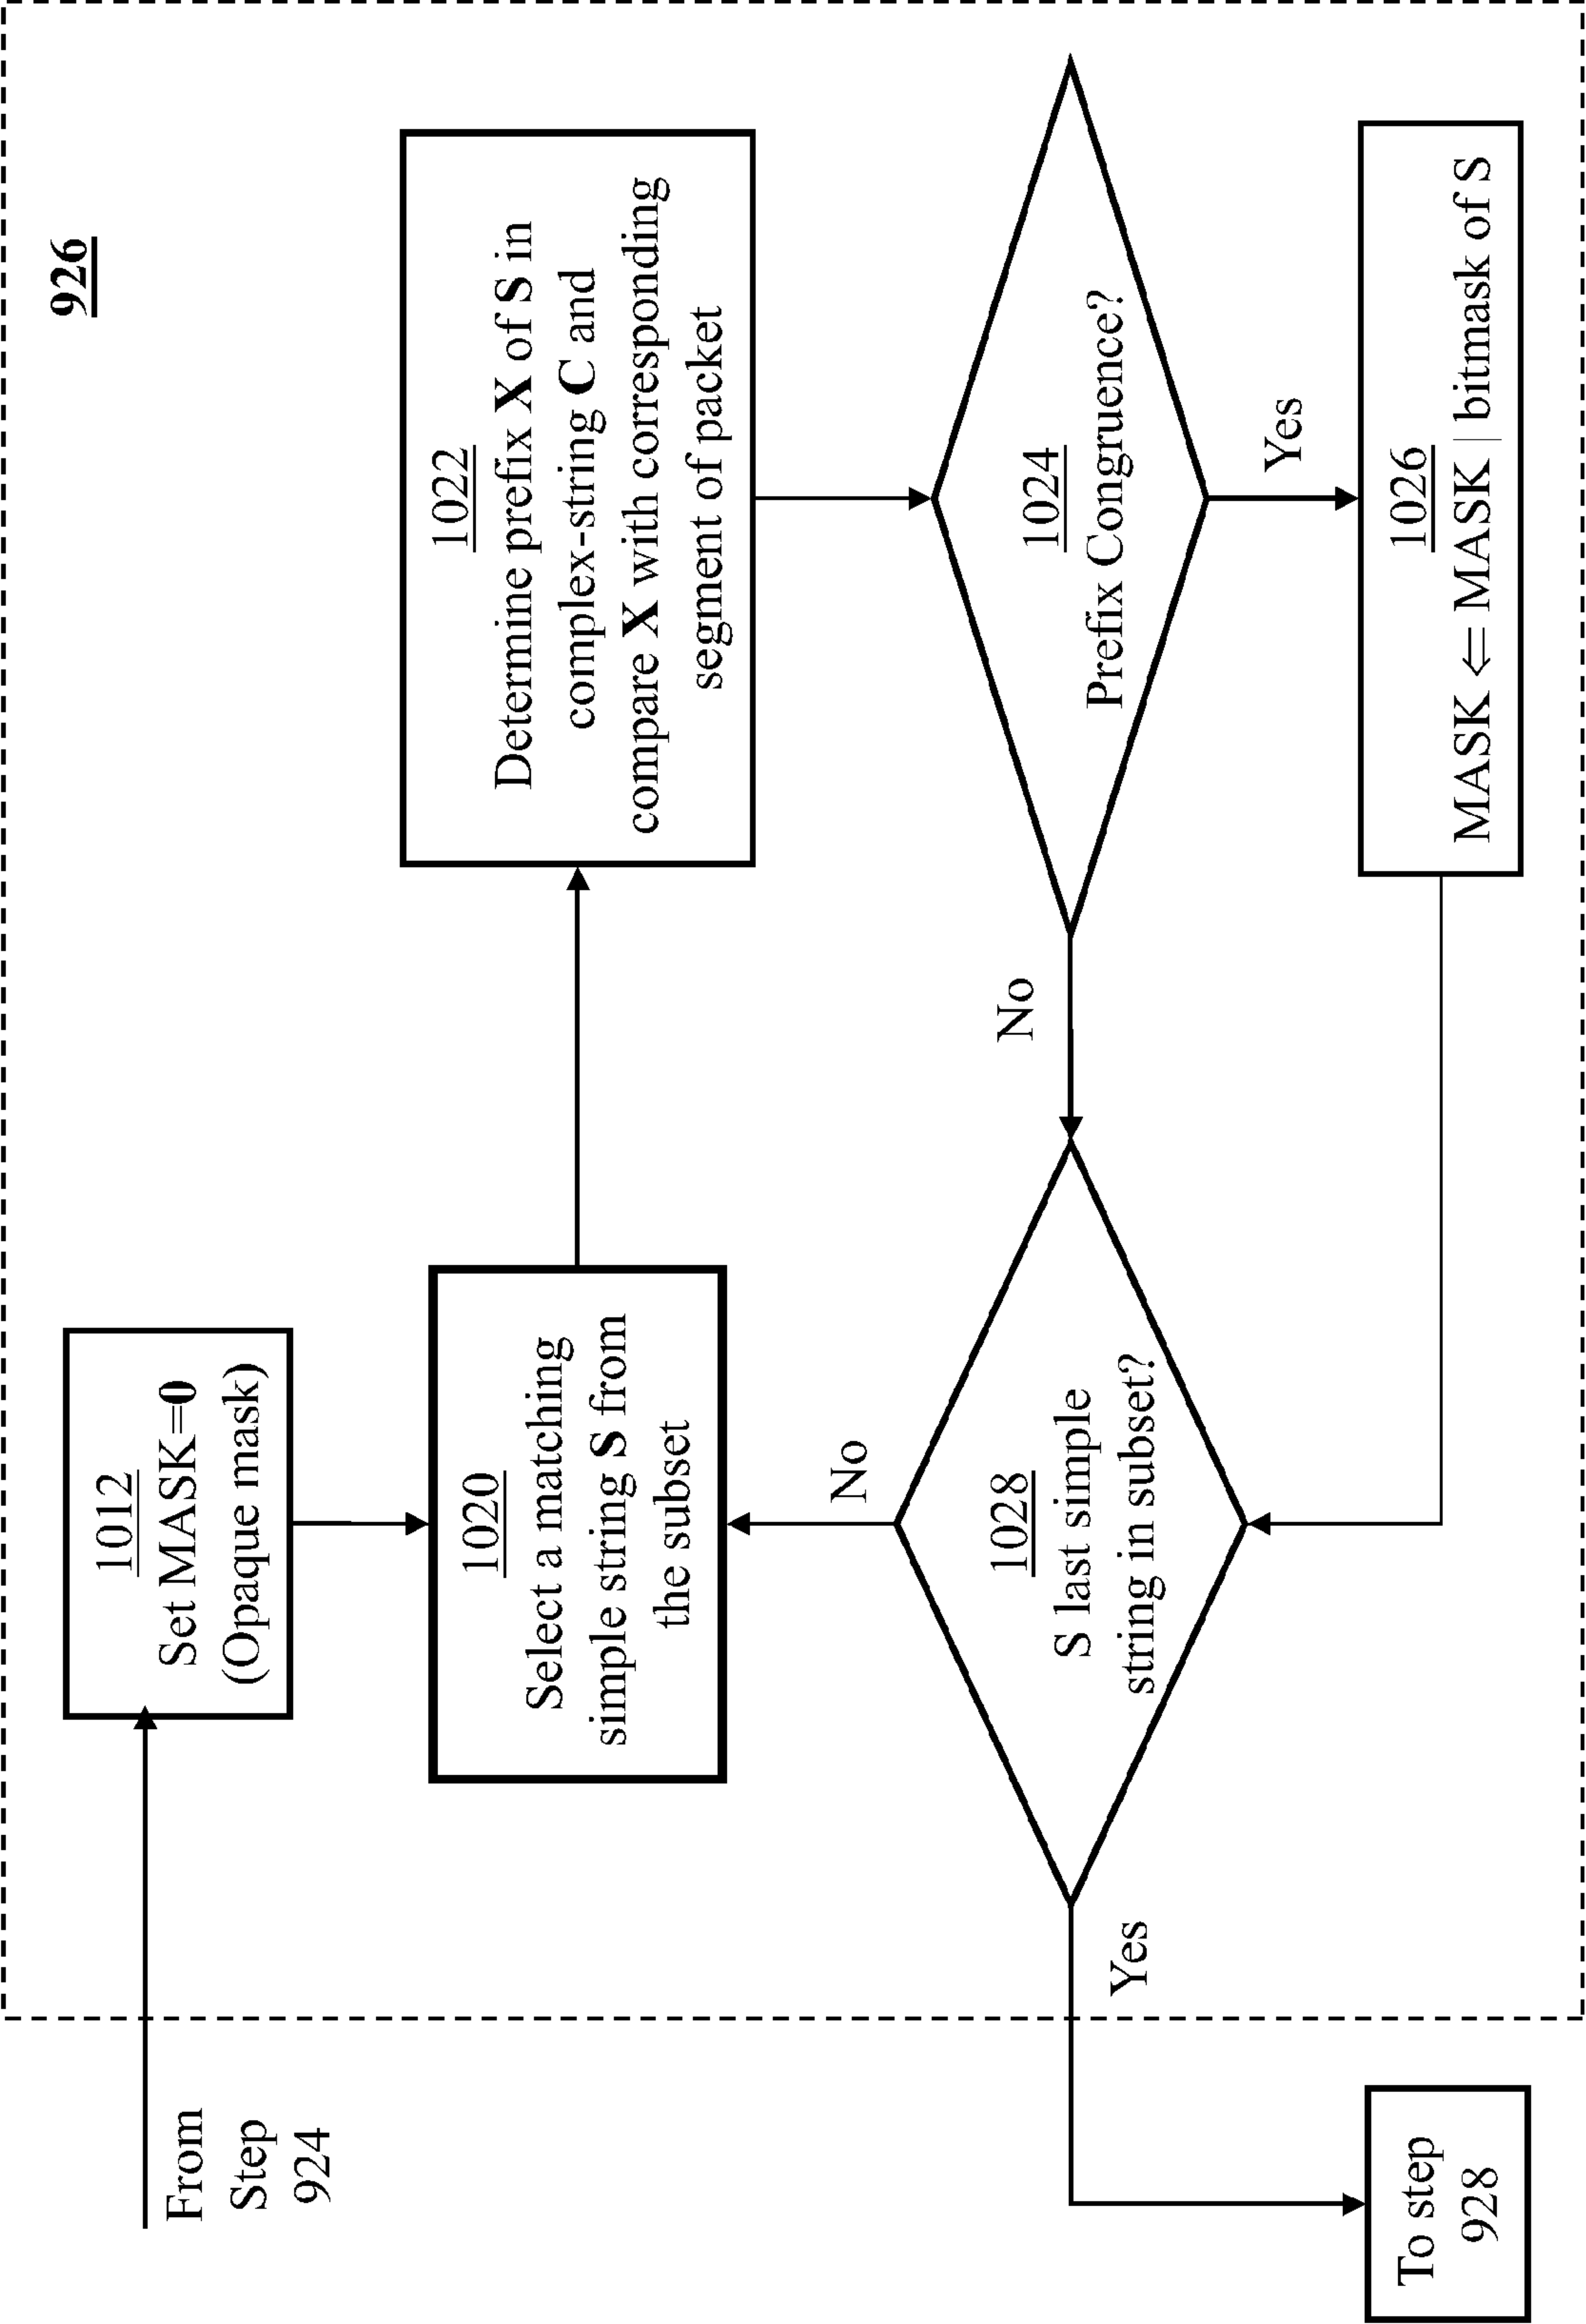 926
From
Step
924
1012
Set MASK=0
(Opaque mask)
1020
Select a matching
simple string S from
the subset
1022
Determine prefix X of S in
complex-string C and
compare X with corresponding
segment of packet
1024
Prefix Congruence?
Yes
No
1026
MASK ⇐ MASK | bitmask of S
1028
S last simple
string in subset?
No
Yes
To step
928